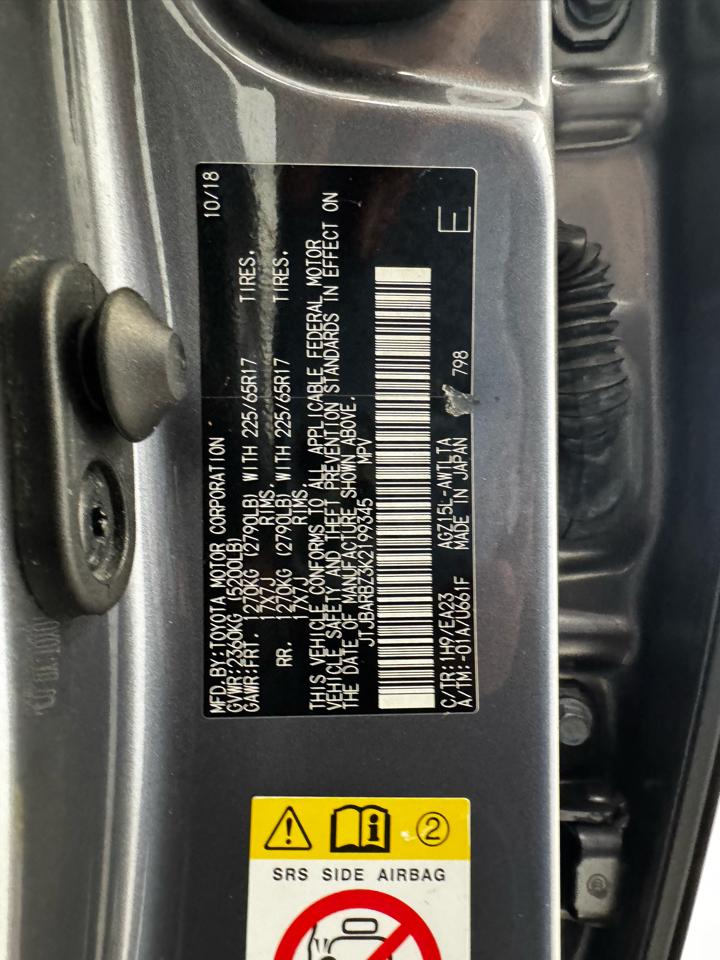 MFD.BY:TOYOTA MOTOR CORPORATION 10/18
GVWR:2360KG (5200LB)
GAWR:FRT. 1270KG (2790LB) WITH 225/65R17 TIRES,
17X7J RIMS,
RR. 1270KG (2790LB) WITH 225/65R17 TIRES,
17X7J RIMS,
THIS VEHICLE CONFORMS TO ALL APPLICABLE FEDERAL MOTOR
VEHICLE SAFETY AND THEFT PREVENTION STANDARDS IN EFFECT ON
THE DATE OF MANUFACTURE SHOWN ABOVE.
JTJBARBZ3K2199345 MPV
C/TR:1H9/EA23 AGZ15L-AWTLTA
A/TM:-01A/U661F MADE IN JAPAN 798
E
2
SRS SIDE AIRBAG